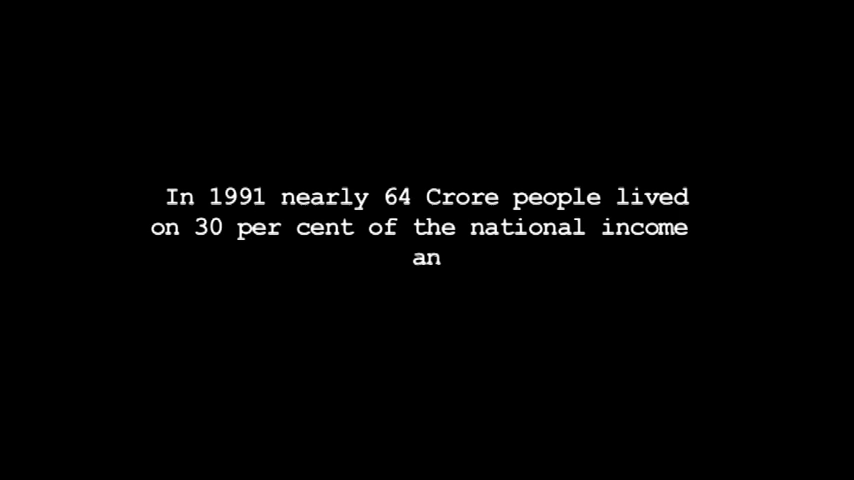 In 1991 nearly 64 Crore people lived
on 30 per cent of the national income
an